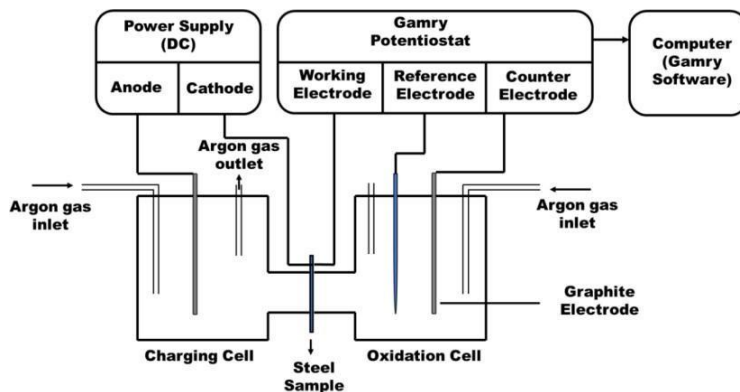 Power Supply
(DC)
Anode
Cathode
Gamry
Potentiostat
Working
Electrode
Reference
Electrode
Counter
Electrode
Computer
(Gamry
Software)
Argon gas
outlet
Argon gas
inlet
Argon gas
inlet
Graphite
Electrode
Charging Cell
Steel
Sample
Oxidation Cell